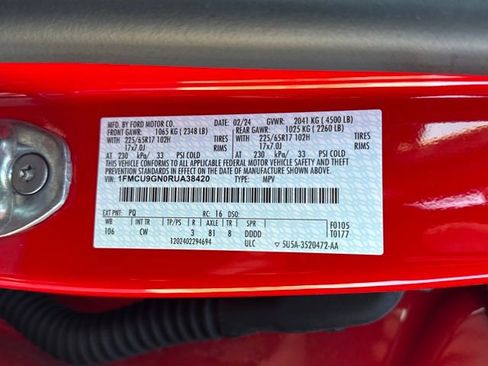 MFD. BY FORD MOTOR CO. 02/24 GVWR: 2041 KG ( 4500 LB)
FRONT GAWR: 1065 KG ( 2348 LB) REAR GAWR: 1025 KG ( 2260 LB)
WITH 225/65R17 102H TIRES WITH 225/65R17 102H TIRES
17x7.0J RIMS 17x7.0J RIMS
AT 230 kPa/ 33 PSI COLD AT 230 kPa/ 33 PSI COLD
THIS VEHICLE CONFORMS TO ALL APPLICABLE FEDERAL MOTOR VEHICLE SAFETY AND THEFT
PREVENTION STANDARDS IN EFFECT ON THE DATE OF MANUFACTURE SHOWN ABOVE.
VIN: 1FMCU9GN0RUA38420 TYPE: MPV
EXT PNT: PQ RC: 16 DSO: F0105
WB INT TR TP/PS R AXLE TR SPR T0177
106 CW 3 81 8 DDDD
1202402294694 ULC 5U5A-3520472-AA